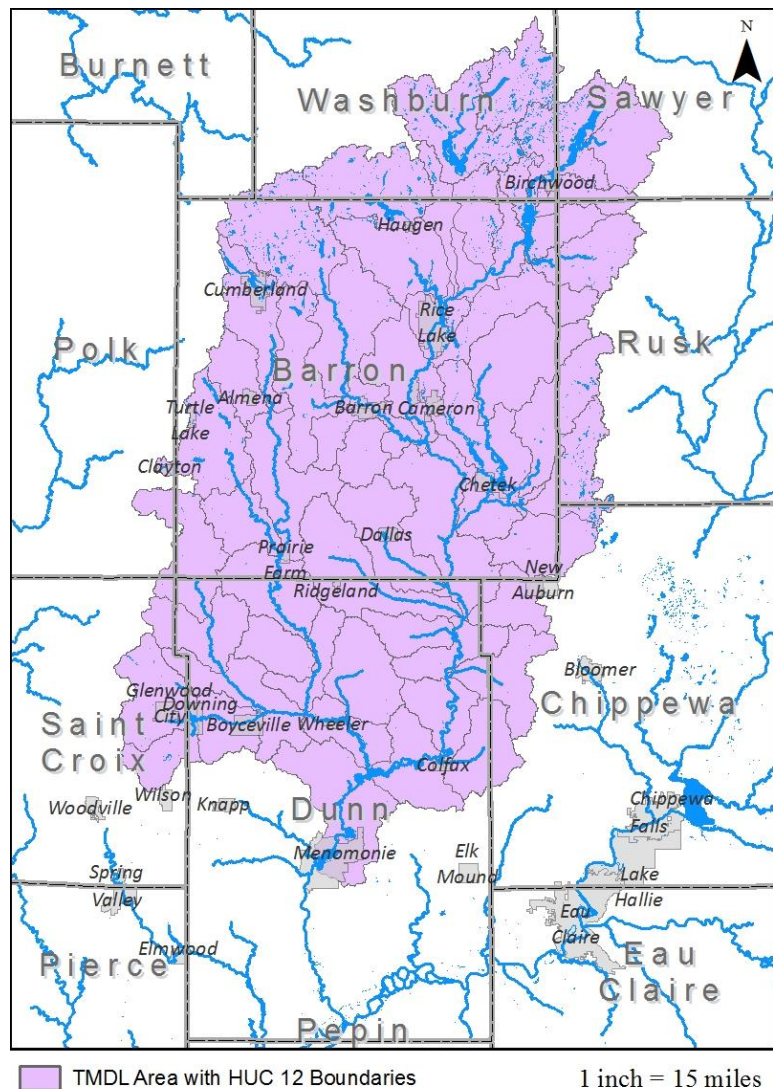 N
Burnett
Washburn
Sawyer
Birchwood
Haugen
Cumberland
Rice
Lake
Polk
Rusk
Barron
Almena
Turtle
Lake
Barron
Cameron
Clayton
Chetek
Dallas
Prairie
Farm
Ridgeland
New
Auburn
Bloomer
Glenwood
City
Downing
Boyceville
Wheeler
Chippewa
Saint
Croix
Colfax
Woodville
Wilson
Knapp
Dunn
Chippewa
Falls
Menomonie
Elk
Mound
Spring
Valley
Lake
Hallie
Eau
Claire
Elmwood
Pierce
Eau
Claire
Pepin
TMDL Area with HUC 12 Boundaries
1 inch = 15 miles